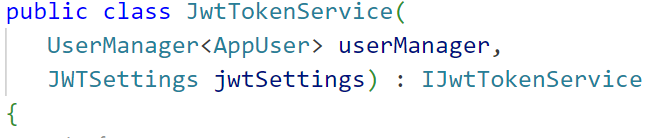 public class JwtTokenService(
UserManager<AppUser> userManager,
JWTSettings jwtSettings) : IJwtTokenService
{